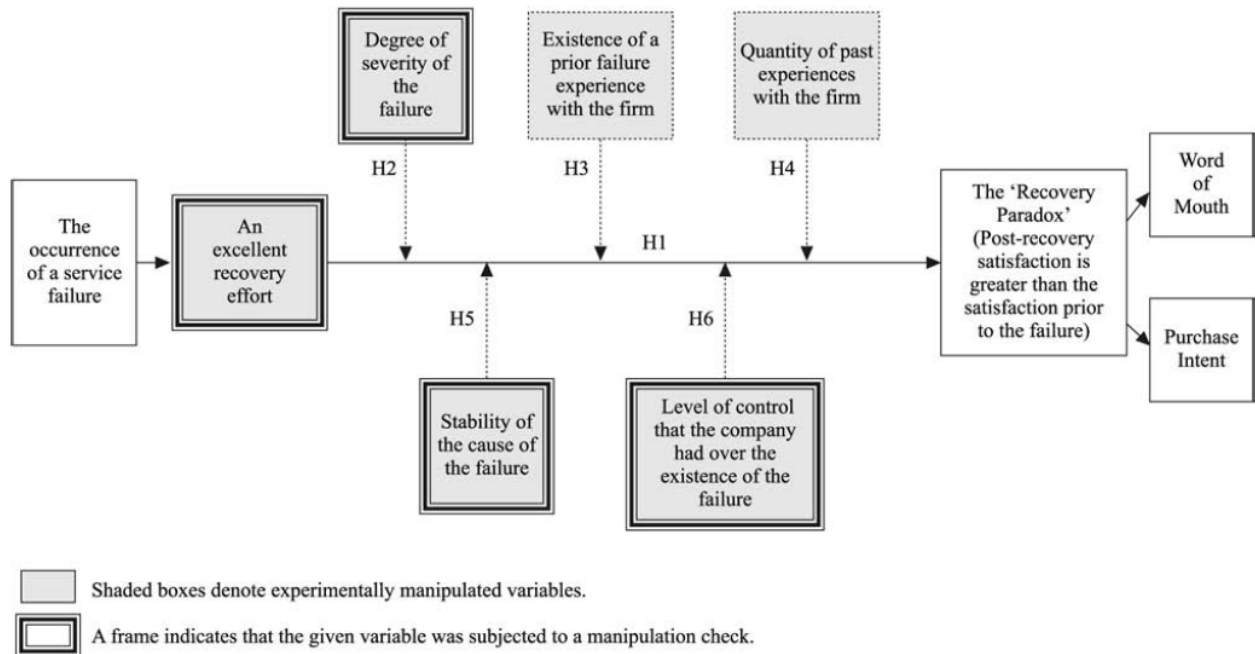 Degree of
severity of
the
failure
Existence of a
prior failure
experience
with the firm
Quantity of past
experiences
with the firm
H2
H3
H4
The
occurrence
of a service
failure
An
excellent
recovery
effort
H1
The ‘Recovery
Paradox’
(Post-recovery
satisfaction is
greater than the
satisfaction prior
to the failure)
Word
of
Mouth
Purchase
Intent
H5
H6
Stability of
the cause of
the failure
Level of control
that the company
had over the
existence of the
failure
Shaded boxes denote experimentally manipulated variables.
A frame indicates that the given variable was subjected to a manipulation check.